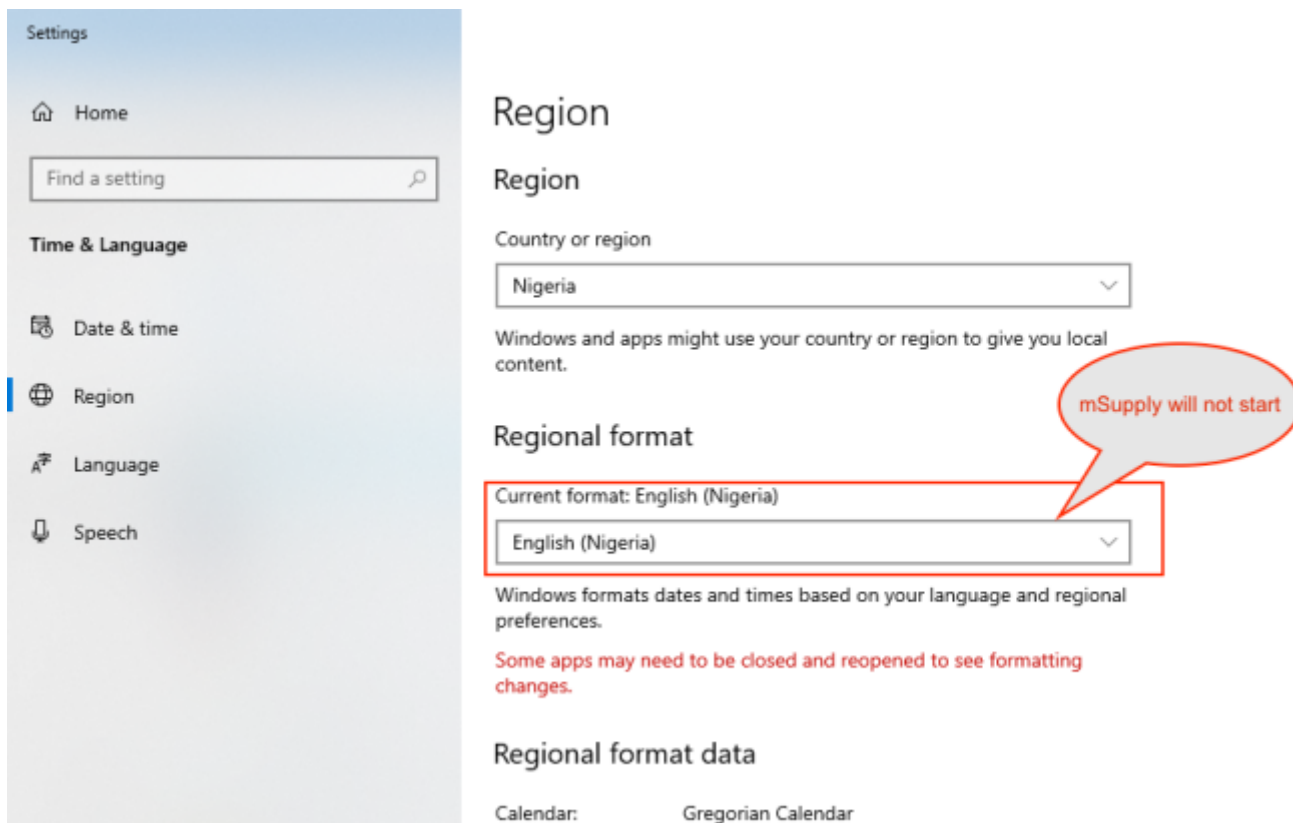 Settings
Home
Find a setting
Time & Language
Date & time
Region
Language
Speech
Region
Region
Country or region
Nigeria
Windows and apps might use your country or region to give you local
content.
mSupply will not start
Regional format
Current format: English (Nigeria)
English (Nigeria)
Windows formats dates and times based on your language and regional
preferences.
Some apps may need to be closed and reopened to see formatting
changes.
Regional format data
Calendar: Gregorian Calendar